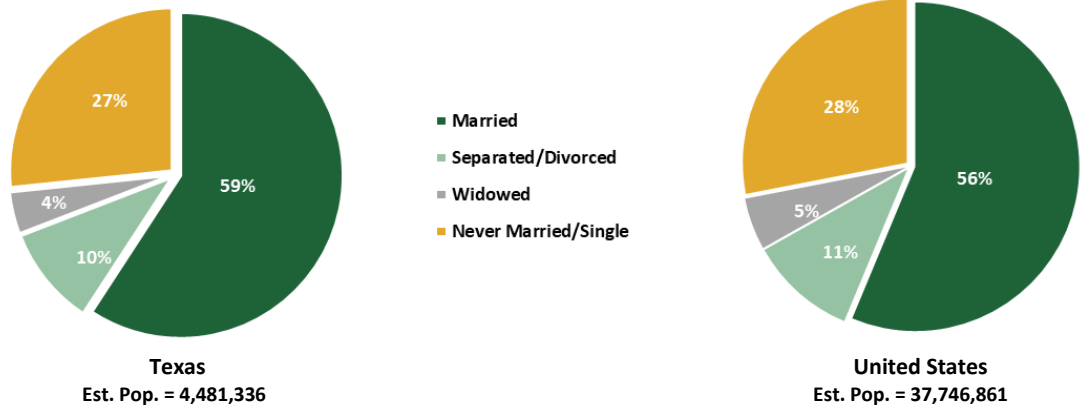 27%
59%
4%
10%
Texas
Est. Pop. = 4,481,336
Married
Separated/Divorced
Widowed
Never Married/Single
28%
56%
5%
11%
United States
Est. Pop. = 37,746,861